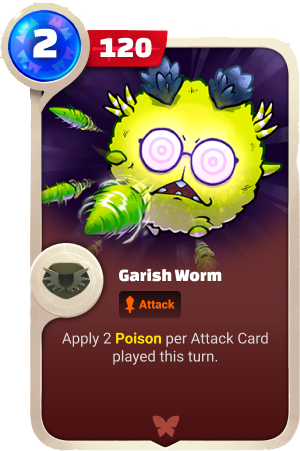 2
120
Garish Worm
Attack
Apply 2 Poison per Attack Card
played this turn.